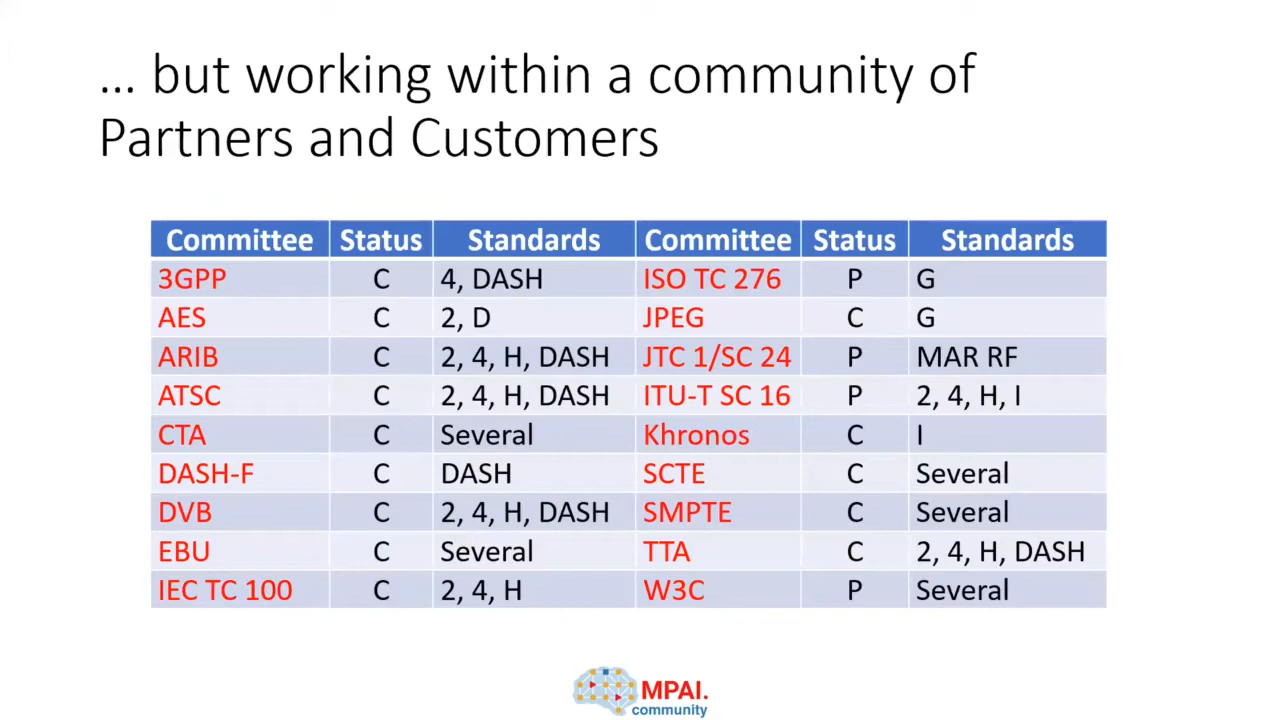 ... but working within a community of
Partners and Customers
Committee Status Standards Committee Status Standards
3GPP C 4, DASH ISO TC 276 P G
AES C 2, D JPEG C G
ARIB C 2, 4, H, DASH JTC 1/SC 24 P MAR RF
ATSC C 2, 4, H, DASH ITU-T SC 16 P 2, 4, H, I
CTA C Several Khronos C I
DASH-F C DASH SCTE C Several
DVB C 2, 4, H, DASH SMPTE C Several
EBU C Several TTA C 2, 4, H, DASH
IEC TC 100 C 2, 4, H W3C P Several
MPAI.
community